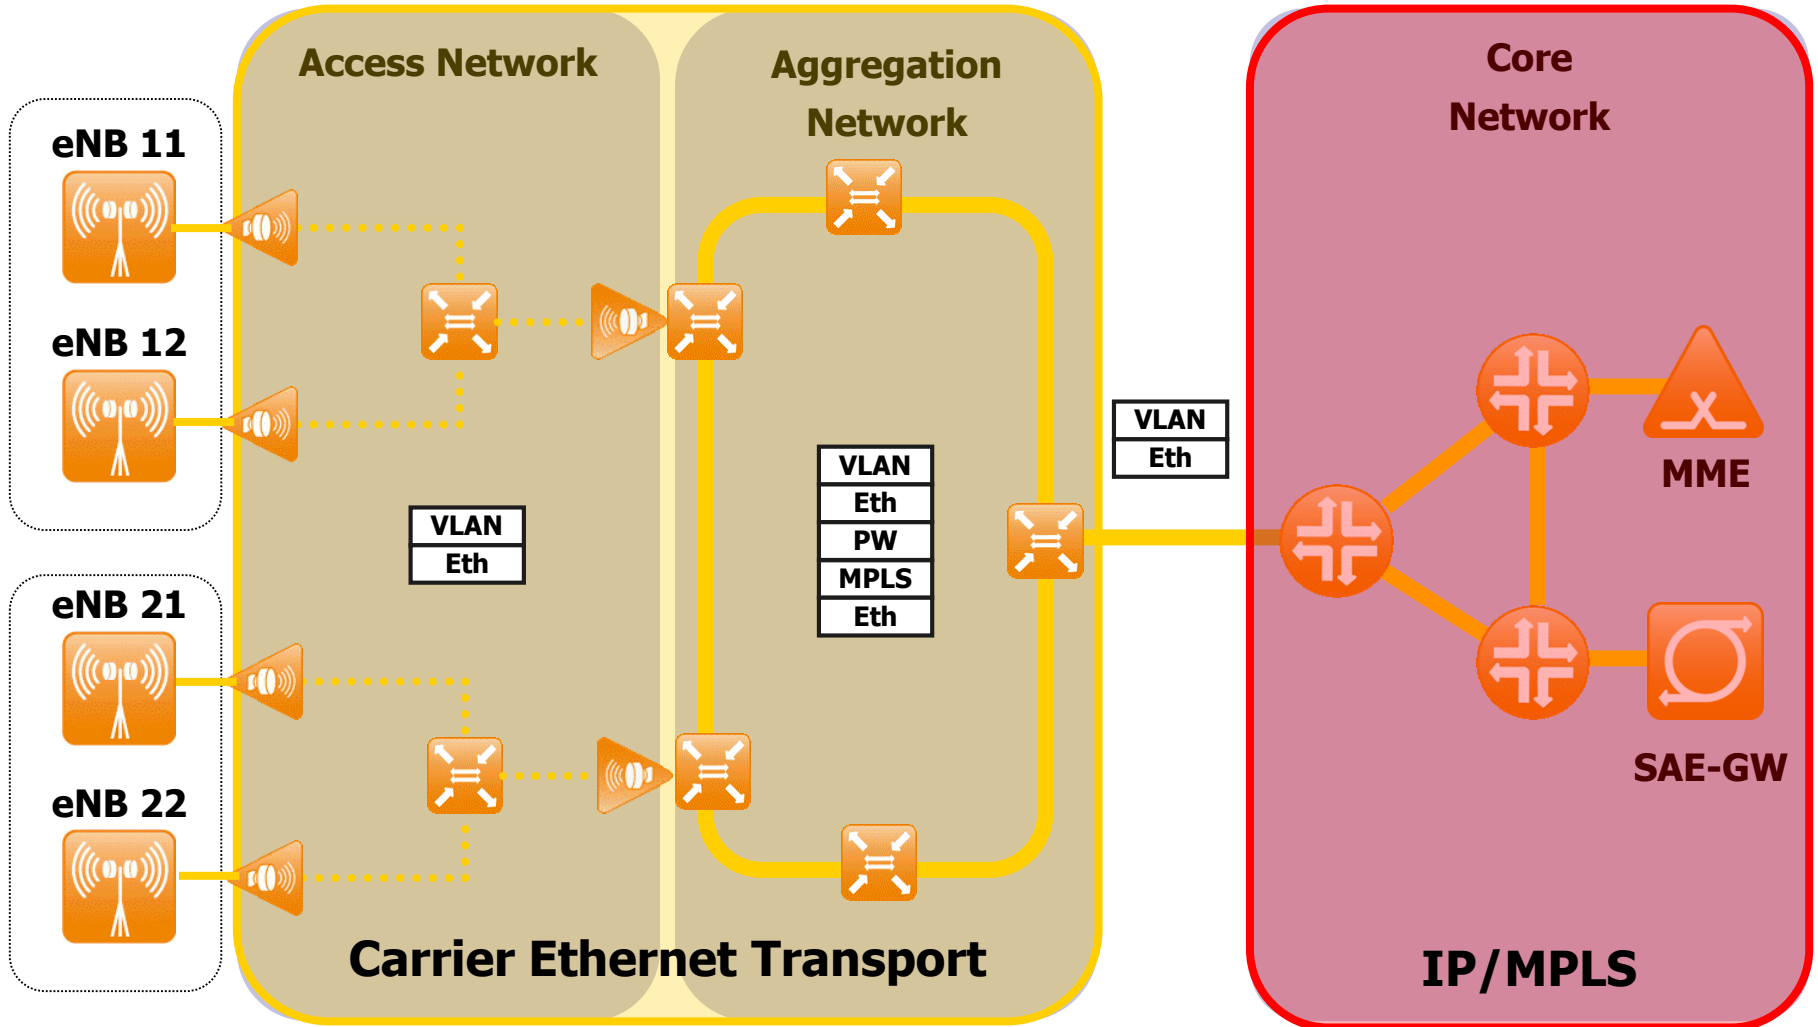 Access Network
Aggregation
Network
Core
Network
eNB 11
eNB 12
eNB 21
eNB 22
VLAN
Eth
VLAN
Eth
PW
MPLS
Eth
VLAN
Eth
MME
SAE-GW
Carrier Ethernet Transport
IP/MPLS